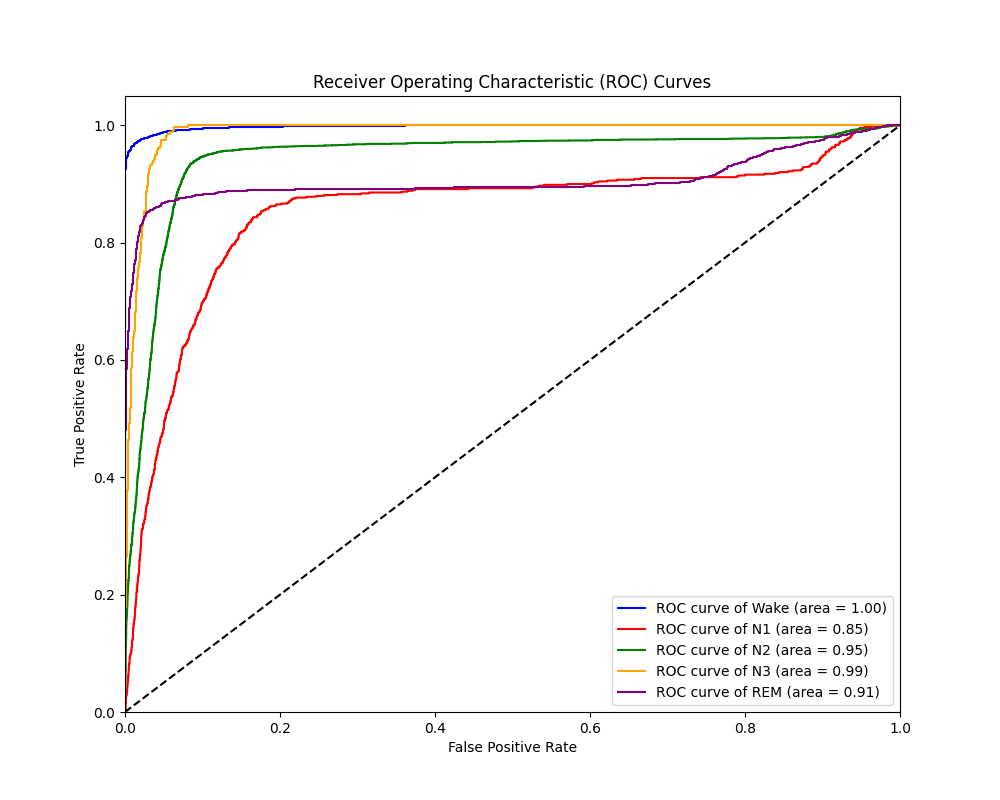 Receiver Operating Characteristic (ROC) Curves
True Positive Rate
1.0
0.8
0.6
0.4
0.2
0.0
ROC curve of Wake (area = 1.00)
ROC curve of N1 (area = 0.85)
ROC curve of N2 (area = 0.95)
ROC curve of N3 (area = 0.99)
ROC curve of REM (area = 0.91)
0.0 0.2 0.4 0.6 0.8 1.0
False Positive Rate